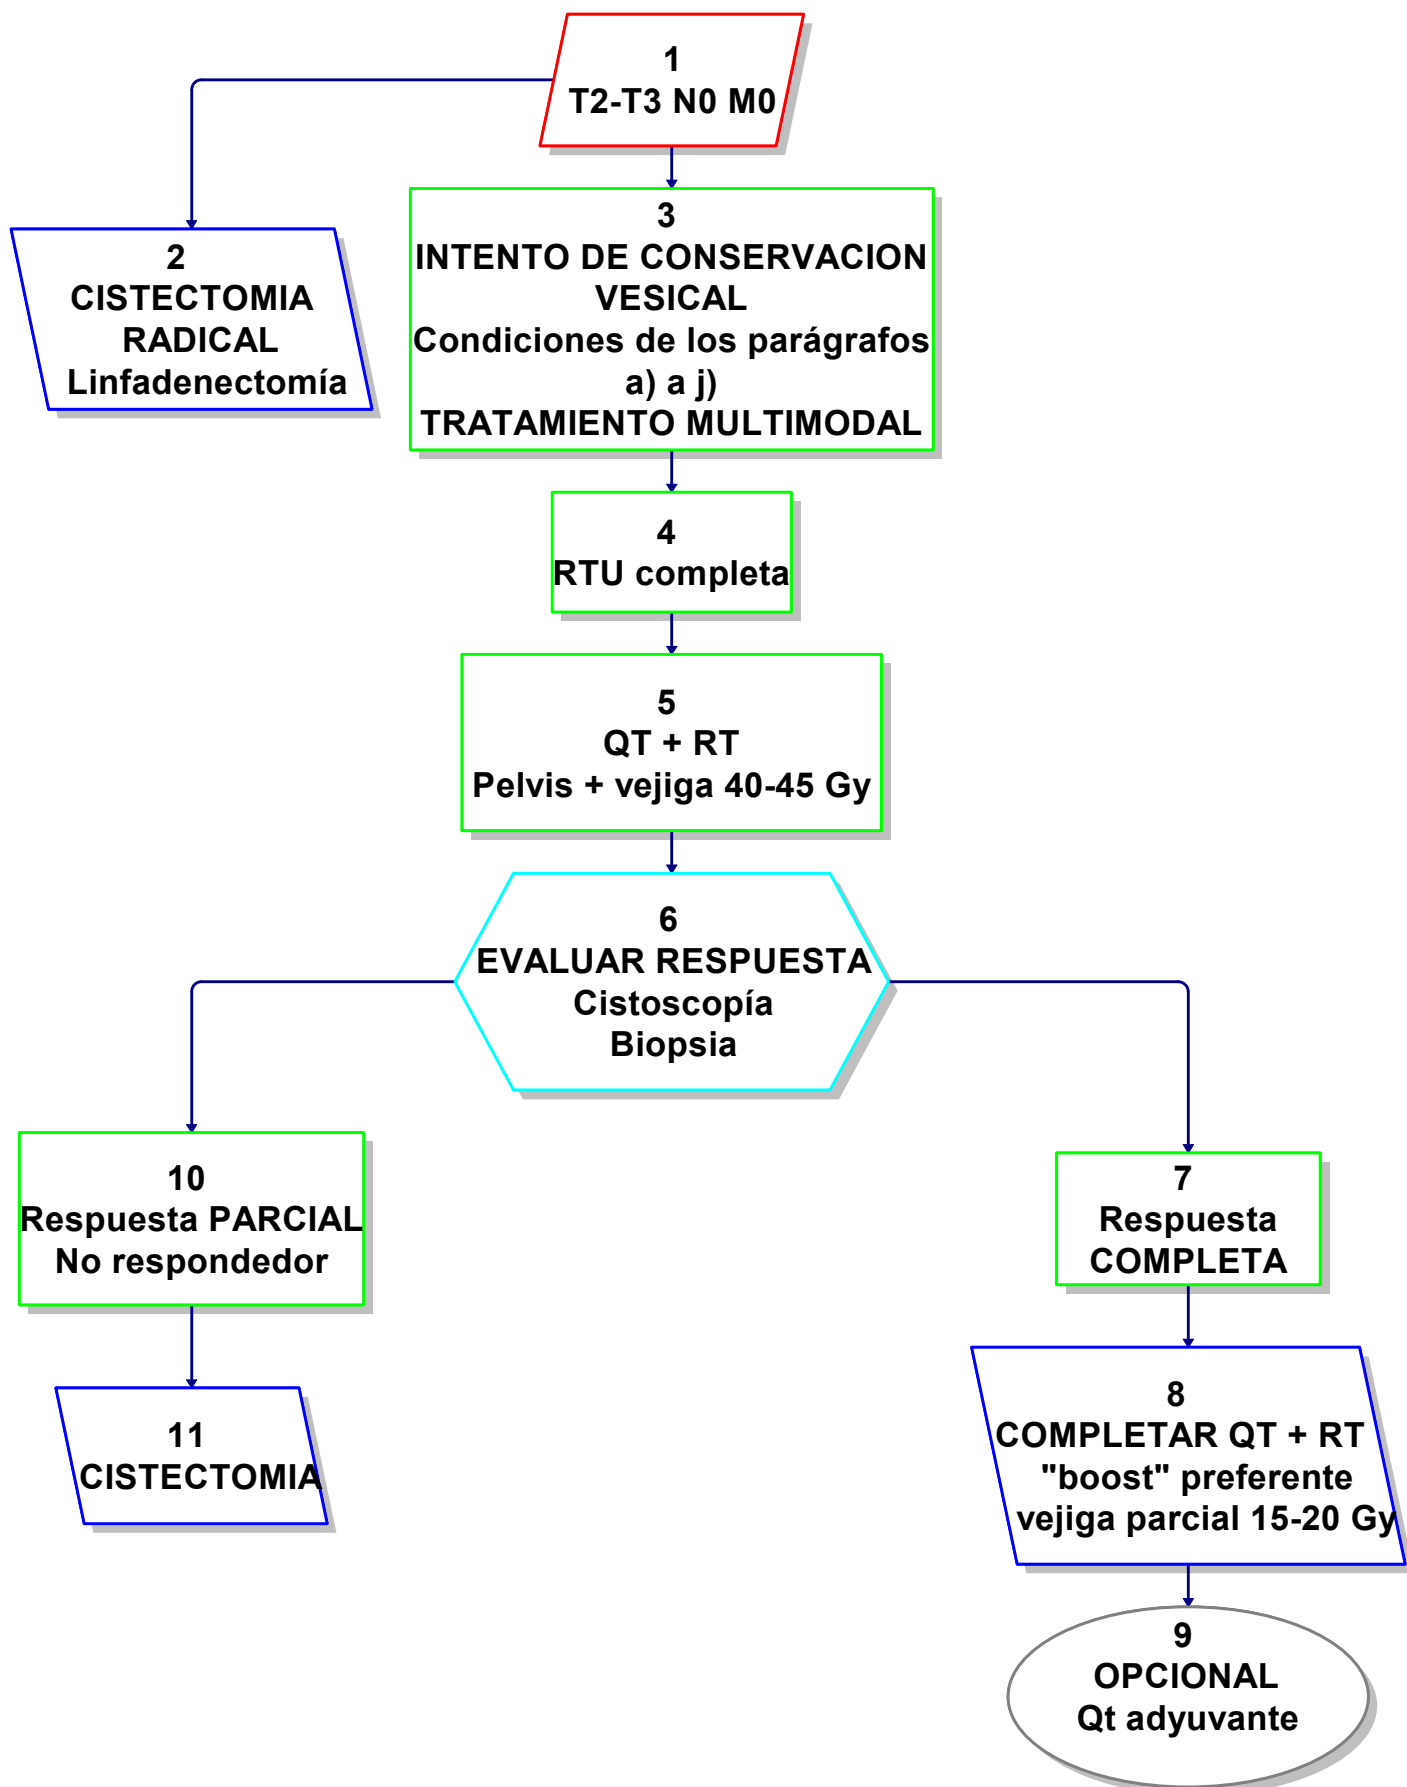 1
T2-T3 N0 M0
2
CISTECTOMIA
RADICAL
Linfadenectomía
3
INTENTO DE CONSERVACION
VESICAL
Condiciones de los parágrafos
a) a j)
TRATAMIENTO MULTIMODAL
4
RTU completa
5
QT + RT
Pelvis + vejiga 40-45 Gy
6
EVALUAR RESPUESTA
Cistoscopía
Biopsia
10
Respuesta PARCIAL
No respondedor
11
CISTECTOMIA
7
Respuesta
COMPLETA
8
COMPLETAR QT + RT
"boost" preferente
vejiga parcial 15-20 Gy
9
OPCIONAL
Qt adyuvante